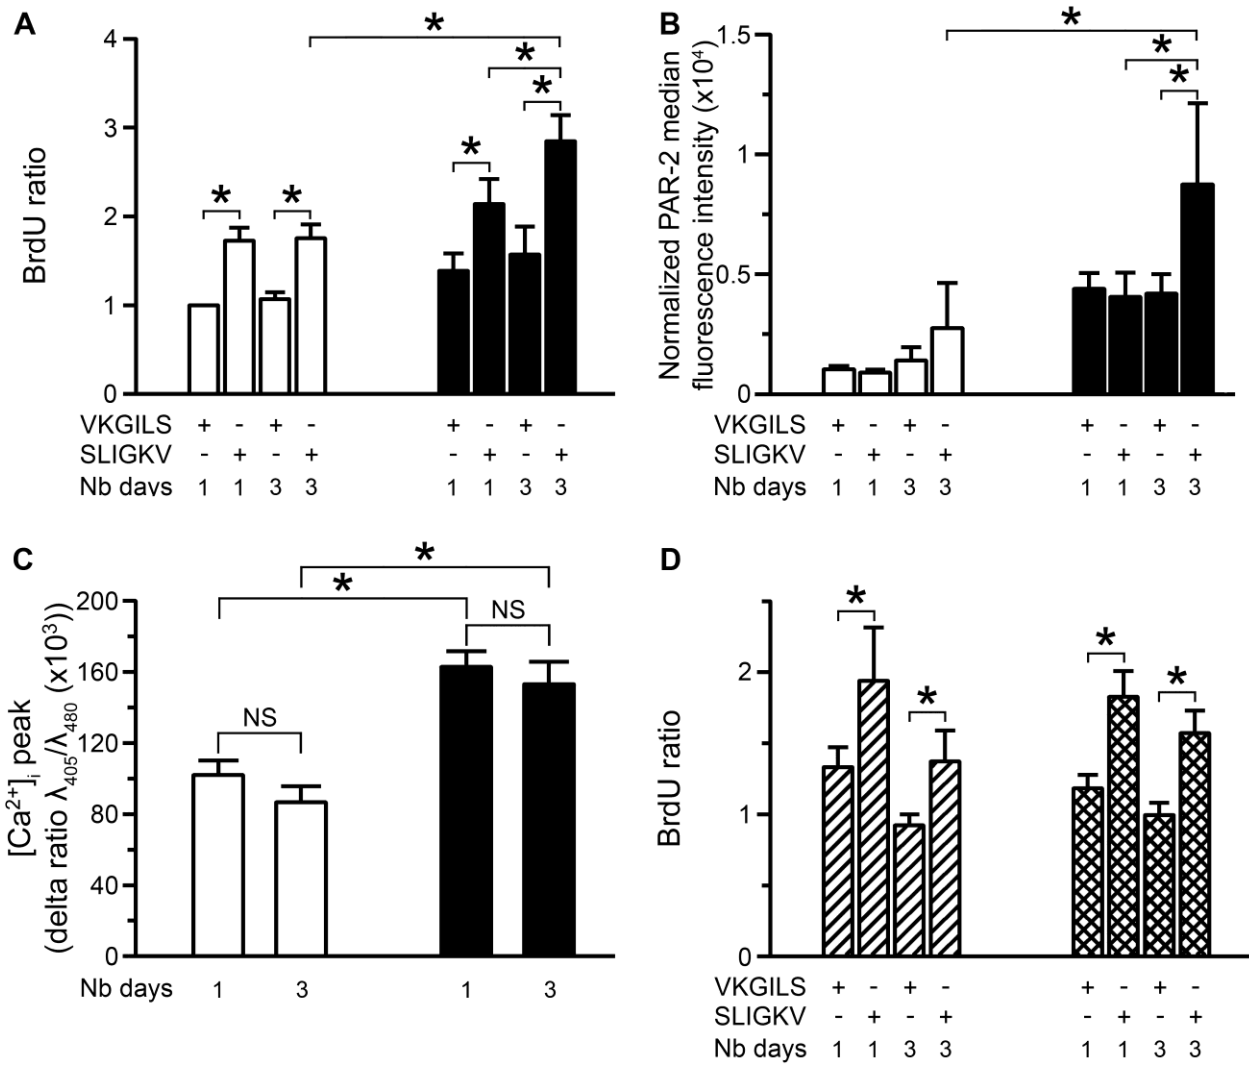 A
BrdU ratio
4
3
2
1
0
* * * * * *
VKGILS + - + - + - + -
SLIGKV - + - + - + - +
Nb days 1 1 3 3 1 1 3 3
B
Normalized PAR-2 median
fluorescence intensity (x10⁴)
1.5
1
0.5
0
* * *
VKGILS + - + - + - + -
SLIGKV - + - + - + - +
Nb days 1 1 3 3 1 1 3 3
C
[Ca²⁺]ᵢ peak
(delta ratio λ₄₀₅/λ₄₈₀ (x10³))
200
160
120
80
40
0
* *
NS NS
Nb days 1 3 1 3
D
BrdU ratio
2
1
0
* * * *
VKGILS + - + - + - + -
SLIGKV - + - + - + - +
Nb days 1 1 3 3 1 1 3 3